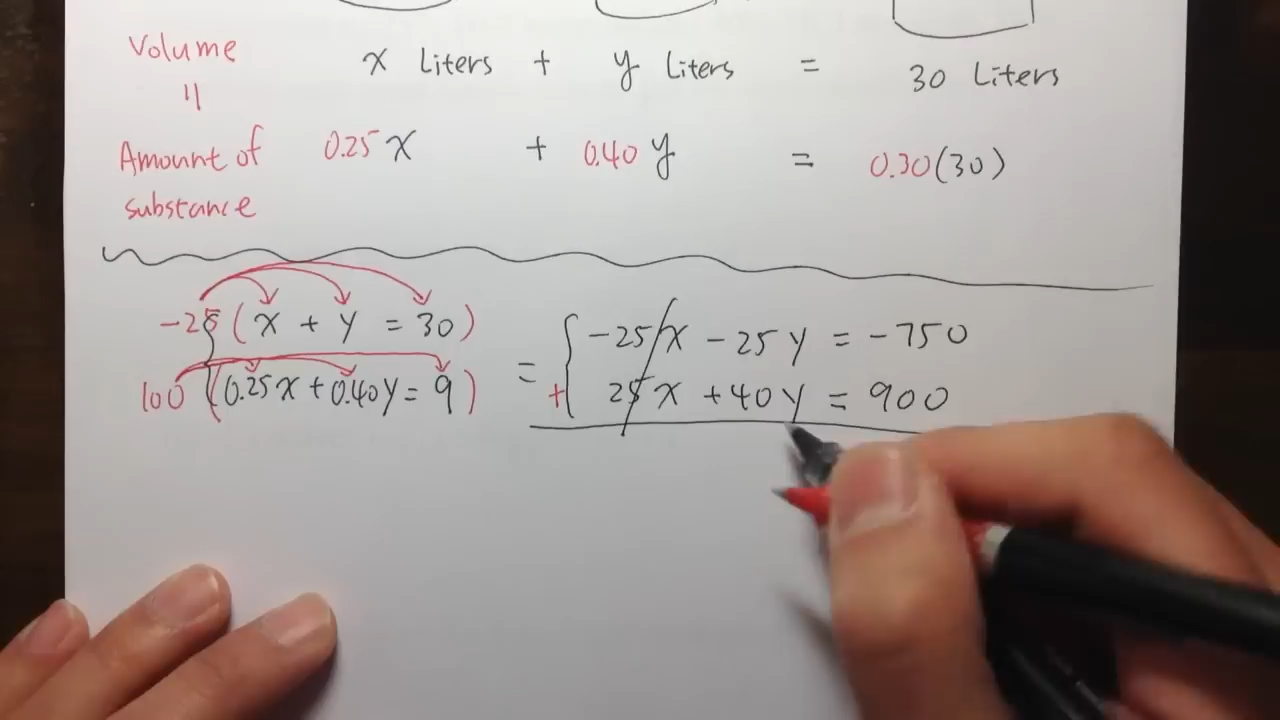 Volume
x Liters + y Liters = 30 Liters
=
Amount of substance 0.25x + 0.40y = 0.30(30)
-25(x + y = 30)
100(0.25x + 0.40y = 9)
= { -25x - 25y = -750
+ 25x + 40y = 900